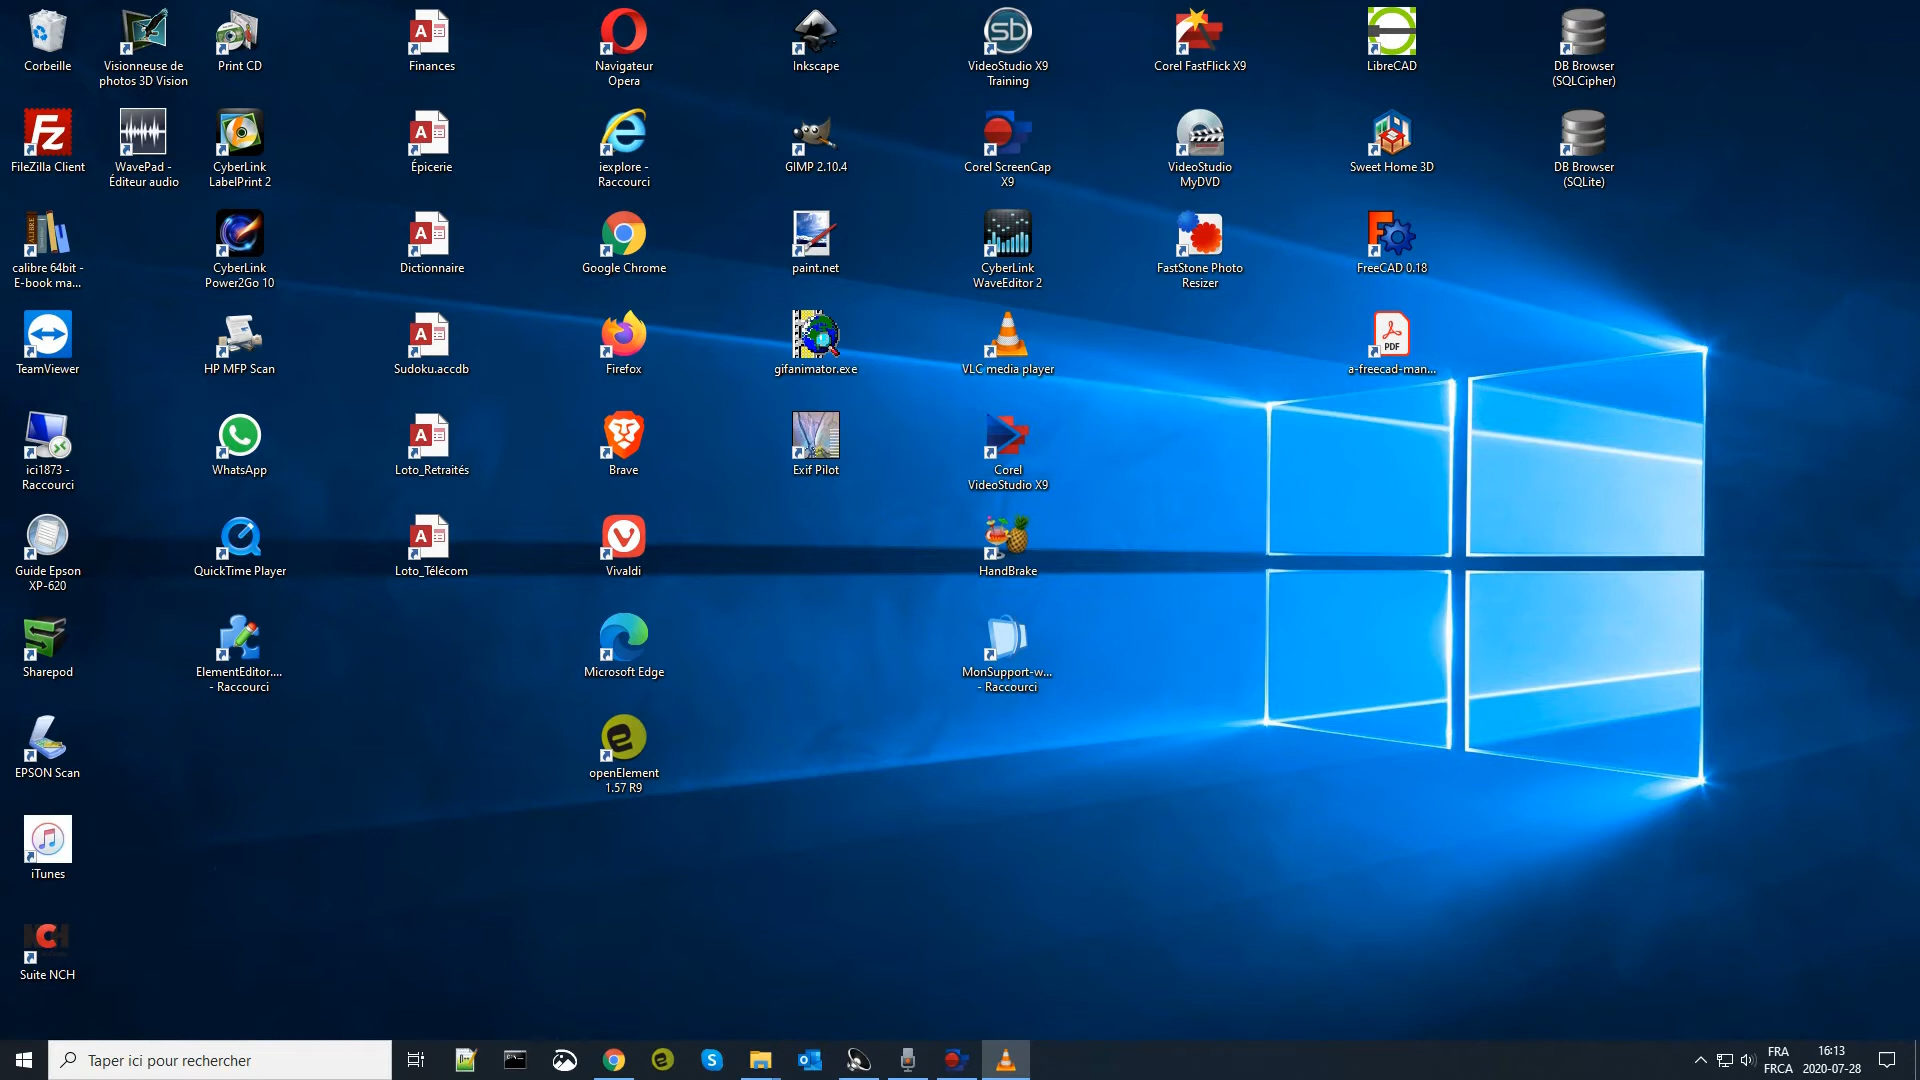 Corbeille
Visionneuse de
photos 3D Vision
Print CD
Finances
Navigateur
Opera
Inkscape
VideoStudio X9
Training
Corel FastFlick X9
LibreCAD
DB Browser
(SQLCipher)
FileZilla Client
WavePad -
Éditeur audio
CyberLink
LabelPrint 2
Épicerie
iexplore -
Raccourci
GIMP 2.10.4
Corel ScreenCap
X9
VideoStudio
MyDVD
Sweet Home 3D
DB Browser
(SQLite)
calibre 64bit -
E-book ma...
CyberLink
Power2Go 10
Dictionnaire
Google Chrome
paint.net
CyberLink
WaveEditor 2
FastStone Photo
Resizer
FreeCAD 0.18
TeamViewer
HP MFP Scan
Sudoku.accdb
Firefox
gifanimator.exe
VLC media player
PDF
a-freecad-man...
ici1873 -
Raccourci
WhatsApp
Loto_Retraités
Brave
Exif Pilot
Corel
VideoStudio X9
Guide Epson
XP-620
QuickTime Player
Loto_Télécom
Vivaldi
HandBrake
Sharepod
ElementEditor....
- Raccourci
Microsoft Edge
MonSupport-w...
- Raccourci
EPSON Scan
openElement
1.57 R9
iTunes
NCH
Suite NCH
Taper ici pour rechercher
FRA
FRCA
16:13
2020-07-28